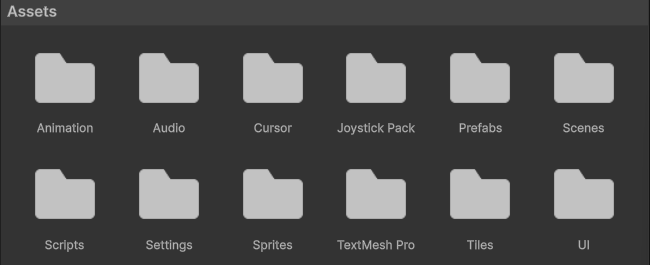 Assets
Animation Audio Cursor Joystick Pack Prefabs Scenes
Scripts Settings Sprites TextMesh Pro Tiles UI